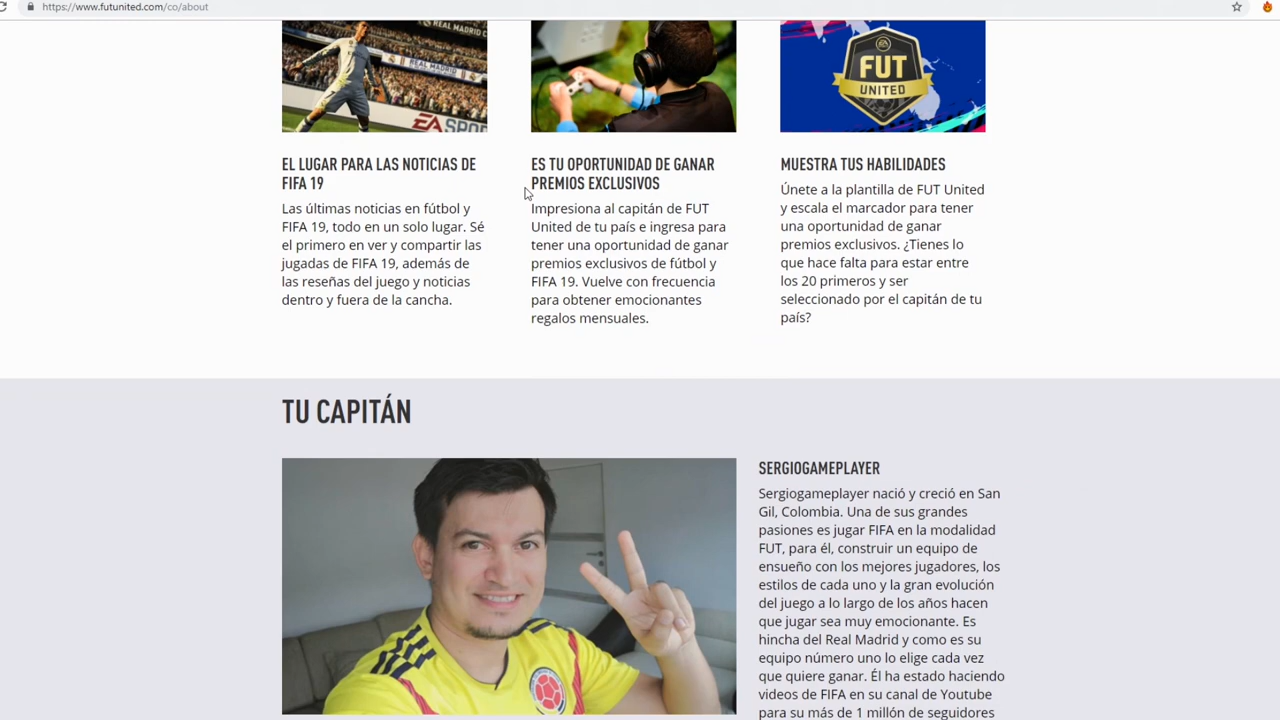 https://www.futunited.com/co/about
REAL MADRID C
REAL MADRID
EA SPO
FUT
UNITED
EL LUGAR PARA LAS NOTICIAS DE
FIFA 19
Las últimas noticias en fútbol y
FIFA 19, todo en un solo lugar. Sé
el primero en ver y compartir las
jugadas de FIFA 19, además de
las reseñas del juego y noticias
dentro y fuera de la cancha.
ES TU OPORTUNIDAD DE GANAR
PREMIOS EXCLUSIVOS
Impresiona al capitán de FUT
United de tu país e ingresa para
tener una oportunidad de ganar
premios exclusivos de fútbol y
FIFA 19. Vuelve con frecuencia
para obtener emocionantes
regalos mensuales.
MUESTRA TUS HABILIDADES
Únete a la plantilla de FUT United
y escala el marcador para tener
una oportunidad de ganar
premios exclusivos. ¿Tienes lo
que hace falta para estar entre
los 20 primeros y ser
seleccionado por el capitán de tu
país?
TU CAPITÁN
SERGIOGAMEPLAYER
Sergiogameplayer nació y creció en San
Gil, Colombia. Una de sus grandes
pasiones es jugar FIFA en la modalidad
FUT, para él, construir un equipo de
ensueño con los mejores jugadores, los
estilos de cada uno y la gran evolución
del juego a lo largo de los años hacen
que jugar sea muy emocionante. Es
hincha del Real Madrid y como es su
equipo número uno lo elige cada vez
que quiere ganar. Él ha estado haciendo
videos de FIFA en su canal de Youtube
para su más de 1 millón de seguidores